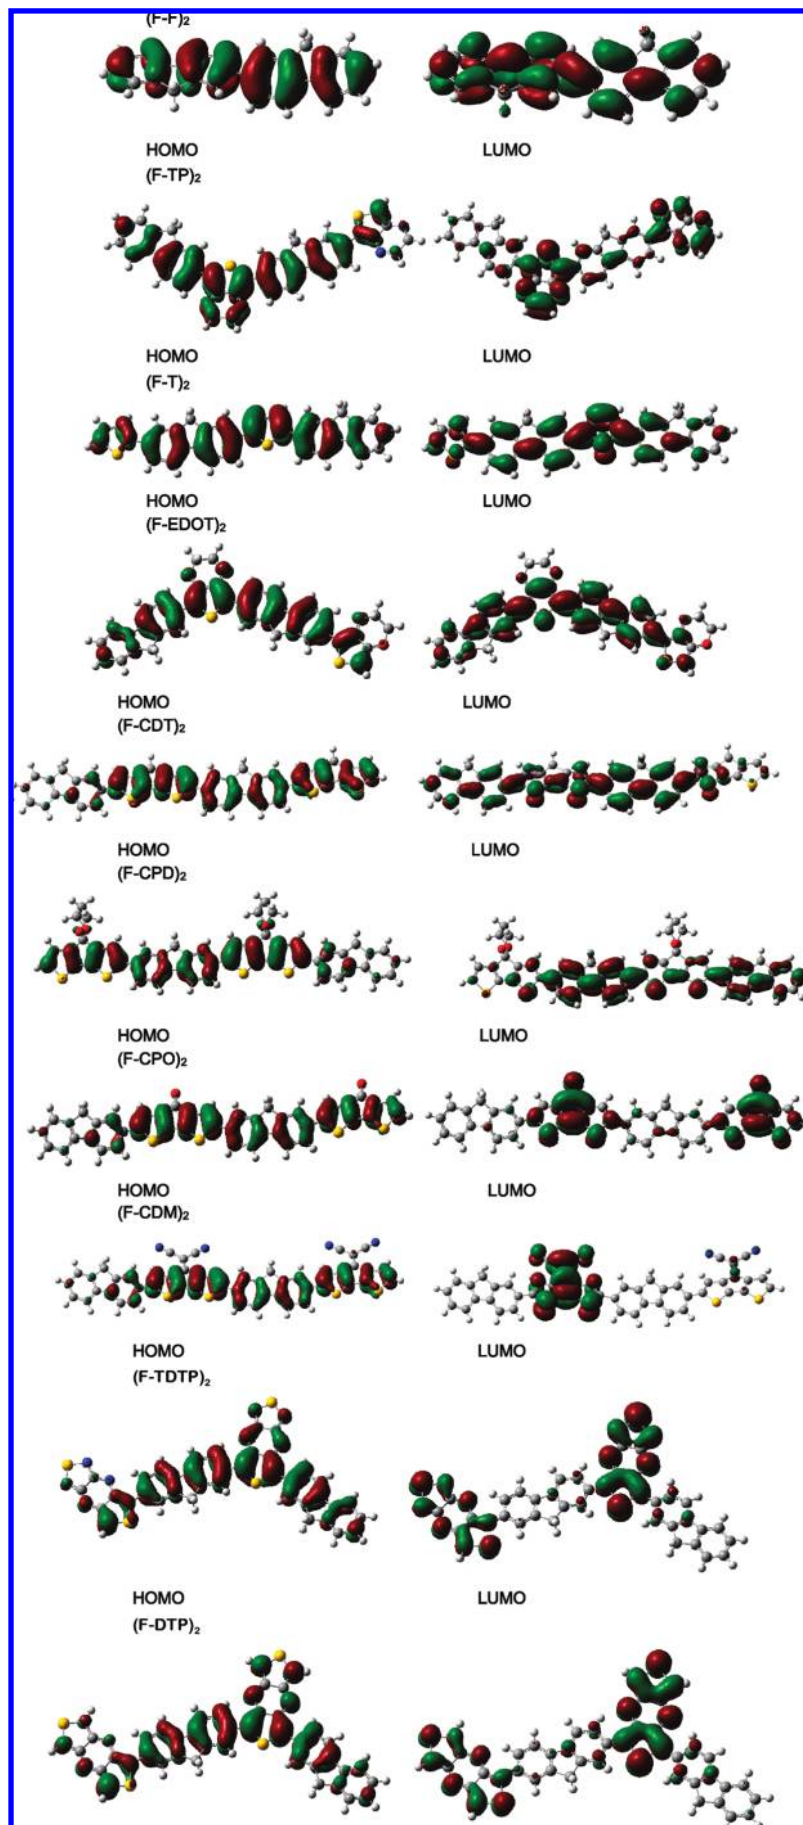 (F-F)₂
HOMO LUMO
(F-TP)₂
HOMO LUMO
(F-T)₂
HOMO LUMO
(F-EDOT)₂
HOMO LUMO
(F-CDT)₂
HOMO LUMO
(F-CPD)₂
HOMO LUMO
(F-CPO)₂
HOMO LUMO
(F-CDM)₂
HOMO LUMO
(F-TDTP)₂
HOMO LUMO
(F-DTP)₂